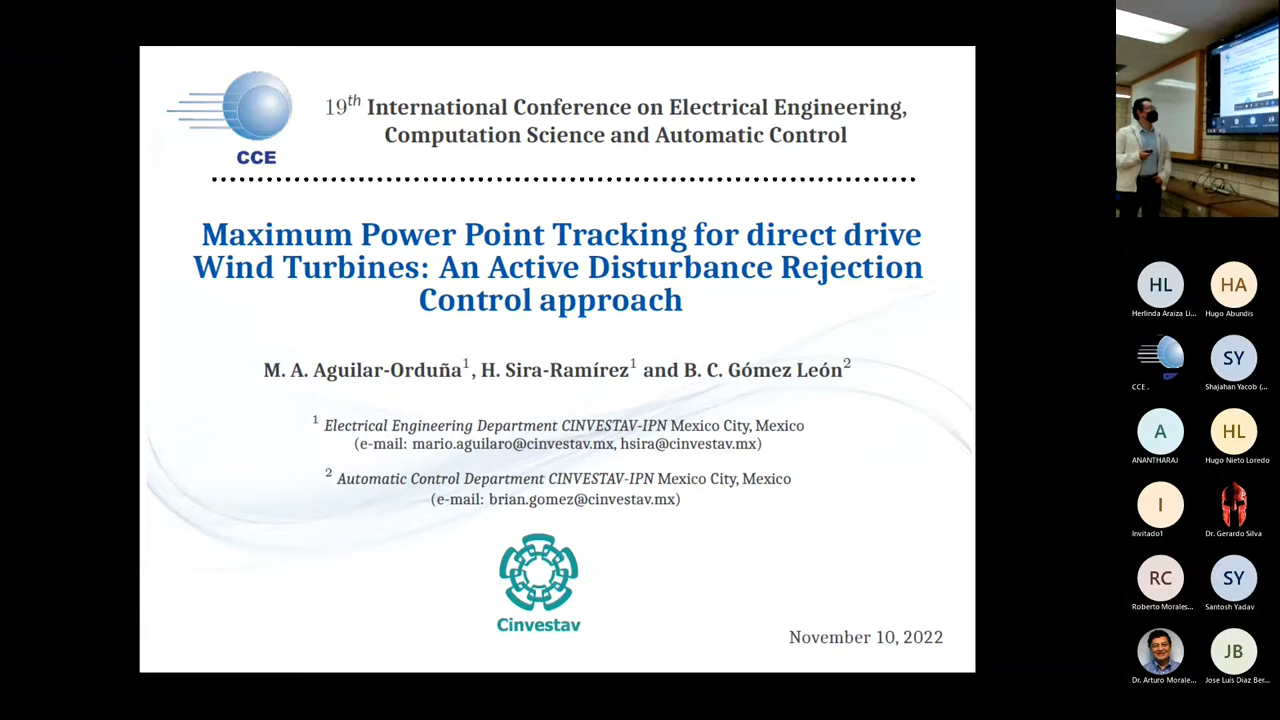 19th International Conference on Electrical Engineering,
Computation Science and Automatic Control
CCE
Maximum Power Point Tracking for direct drive
Wind Turbines: An Active Disturbance Rejection
Control approach
M. A. Aguilar-Orduña1, H. Sira-Ramírez1 and B. C. Gómez León2
1 Electrical Engineering Department CINVESTAV-IPN Mexico City, Mexico
(e-mail: mario.aguilaro@cinvestav.mx, hsira@cinvestav.mx)
2 Automatic Control Department CINVESTAV-IPN Mexico City, Mexico
(e-mail: brian.gomez@cinvestav.mx)
Cinvestav
November 10, 2022
HL
HA
Herlinda Araiza Li...
Hugo Abundis
SY
CCE .
Shajahan Yacob (...
A
HL
ANANTHARAJ
Hugo Nieto Loredo
I
Invitado1
Dr. Gerardo Silva
RC
SY
Roberto Morales...
Santosh Yadav
JB
Dr. Arturo Morale...
Jose Luis Diaz Ber...